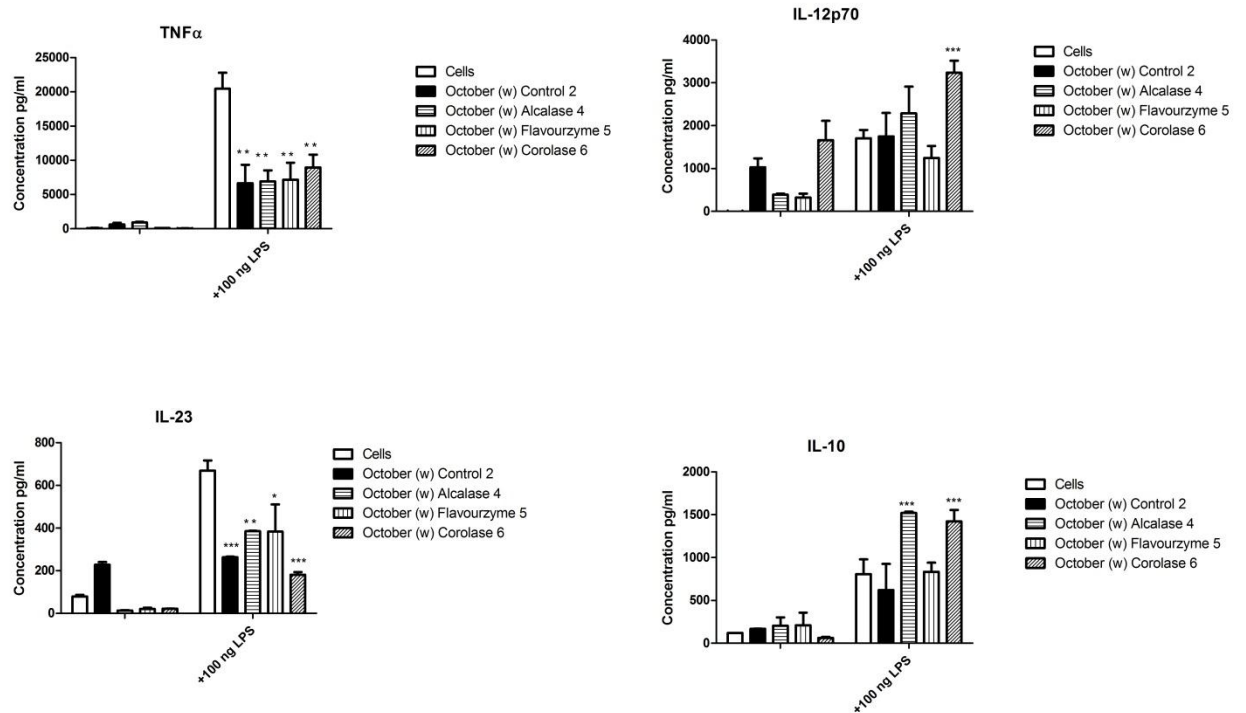 TNFα
Concentration pg/ml
25000
20000
15000
10000
5000
0
** ** ** **
+100 ng LPS
Cells
October (w) Control 2
October (w) Alcalase 4
October (w) Flavourzyme 5
October (w) Corolase 6
IL-12p70
Concentration pg/ml
4000
3000
2000
1000
0
***
+100 ng LPS
Cells
October (w) Control 2
October (w) Alcalase 4
October (w) Flavourzyme 5
October (w) Corolase 6
IL-23
Concentration pg/ml
800
600
400
200
0
*** ** * ***
+100 ng LPS
Cells
October (w) Control 2
October (w) Alcalase 4
October (w) Flavourzyme 5
October (w) Corolase 6
IL-10
Concentration pg/ml
2000
1500
1000
500
0
*** ***
+100 ng LPS
Cells
October (w) Control 2
October (w) Alcalase 4
October (w) Flavourzyme 5
October (w) Corolase 6